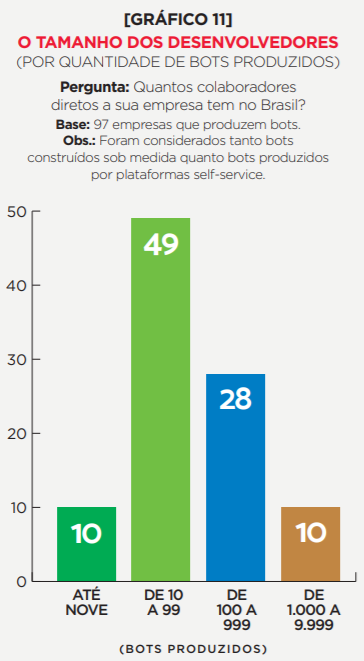 [GRÁFICO 11]
O TAMANHO DOS DESENVOLVEDORES
(POR QUANTIDADE DE BOTS PRODUZIDOS)
Pergunta: Quantos colaboradores
diretos a sua empresa tem no Brasil?
Base: 97 empresas que produzem bots.
Obs.: Foram considerados tanto bots
construídos sob medida quanto bots produzidos
por plataformas self-service.
50
40
30
20
10
0
10
49
28
10
ATÉ
NOVE
DE 10
A 99
DE
100 A
999
DE
1.000 A
9.999
(BOTS PRODUZIDOS)